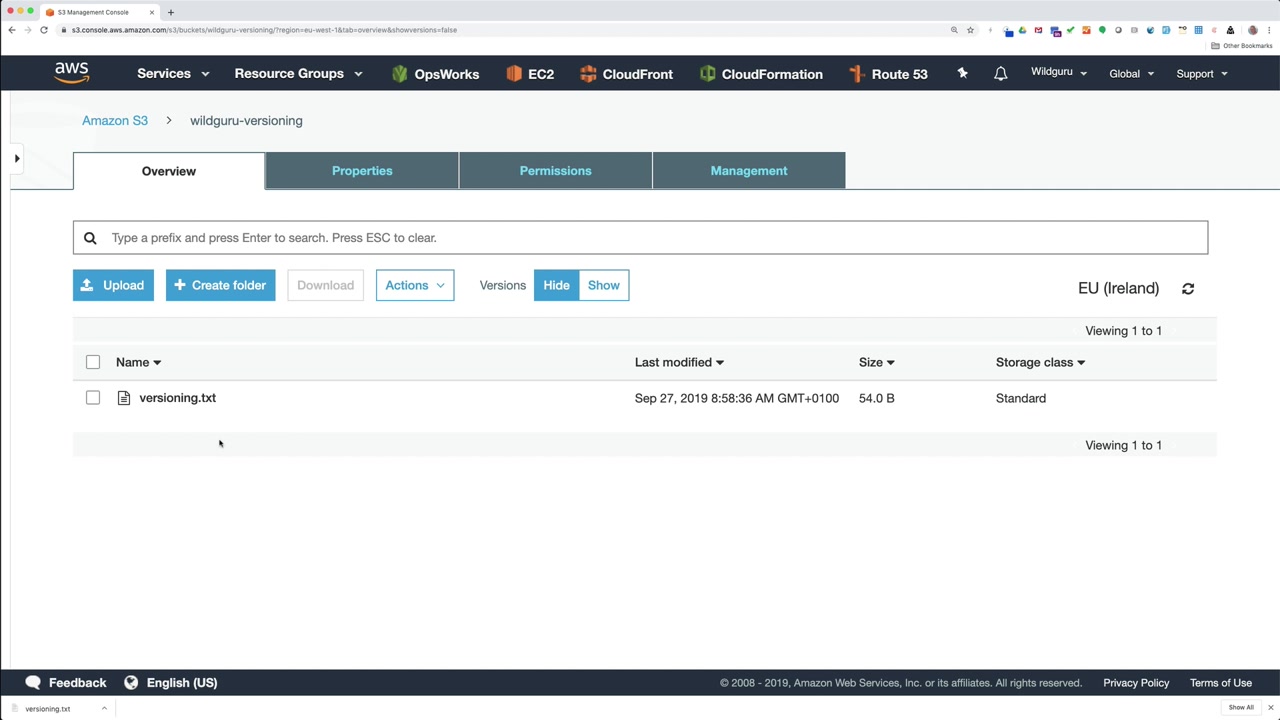 S3 Management Console
s3.console.aws.amazon.com/s3/buckets/wildguru-versioning/?region=eu-west-1&tab=overview&showversions=false
Other Bookmarks
aws Services Resource Groups OpsWorks EC2 CloudFront CloudFormation Route 53 Wildguru Global Support
Amazon S3 wildguru-versioning
Overview Properties Permissions Management
Type a prefix and press Enter to search. Press ESC to clear.
Upload + Create folder Download Actions Versions Hide Show EU (Ireland)
Viewing 1 to 1
Name Last modified Size Storage class
versioning.txt Sep 27, 2019 8:58:36 AM GMT+0100 54.0 B Standard
Viewing 1 to 1
Feedback English (US) © 2008 - 2019, Amazon Web Services, Inc. or its affiliates. All rights reserved. Privacy Policy Terms of Use
versioning.txt Show All